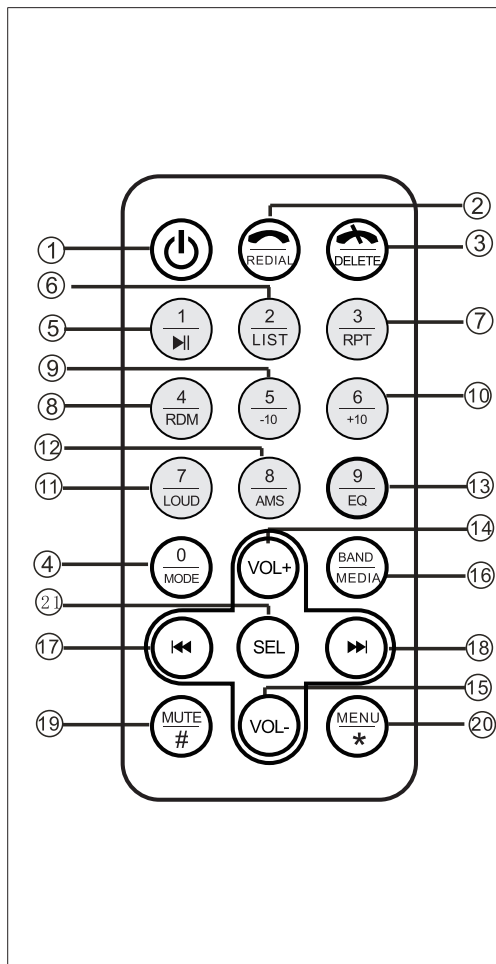 ②
① REDIAL DELETE ③
⑥
1 2 3
⑤ LIST RPT ⑦
⑨
4 5 6
⑧ RDM -10 +10 ⑩
⑫
7 8 9
⑪ LOUD AMS EQ ⑬
⑭
0 BAND
④ MODE VOL+ MEDIA ⑯
㉑
⑰ SEL ⑱
⑮
MUTE MENU
⑲ # VOL- * ⑳